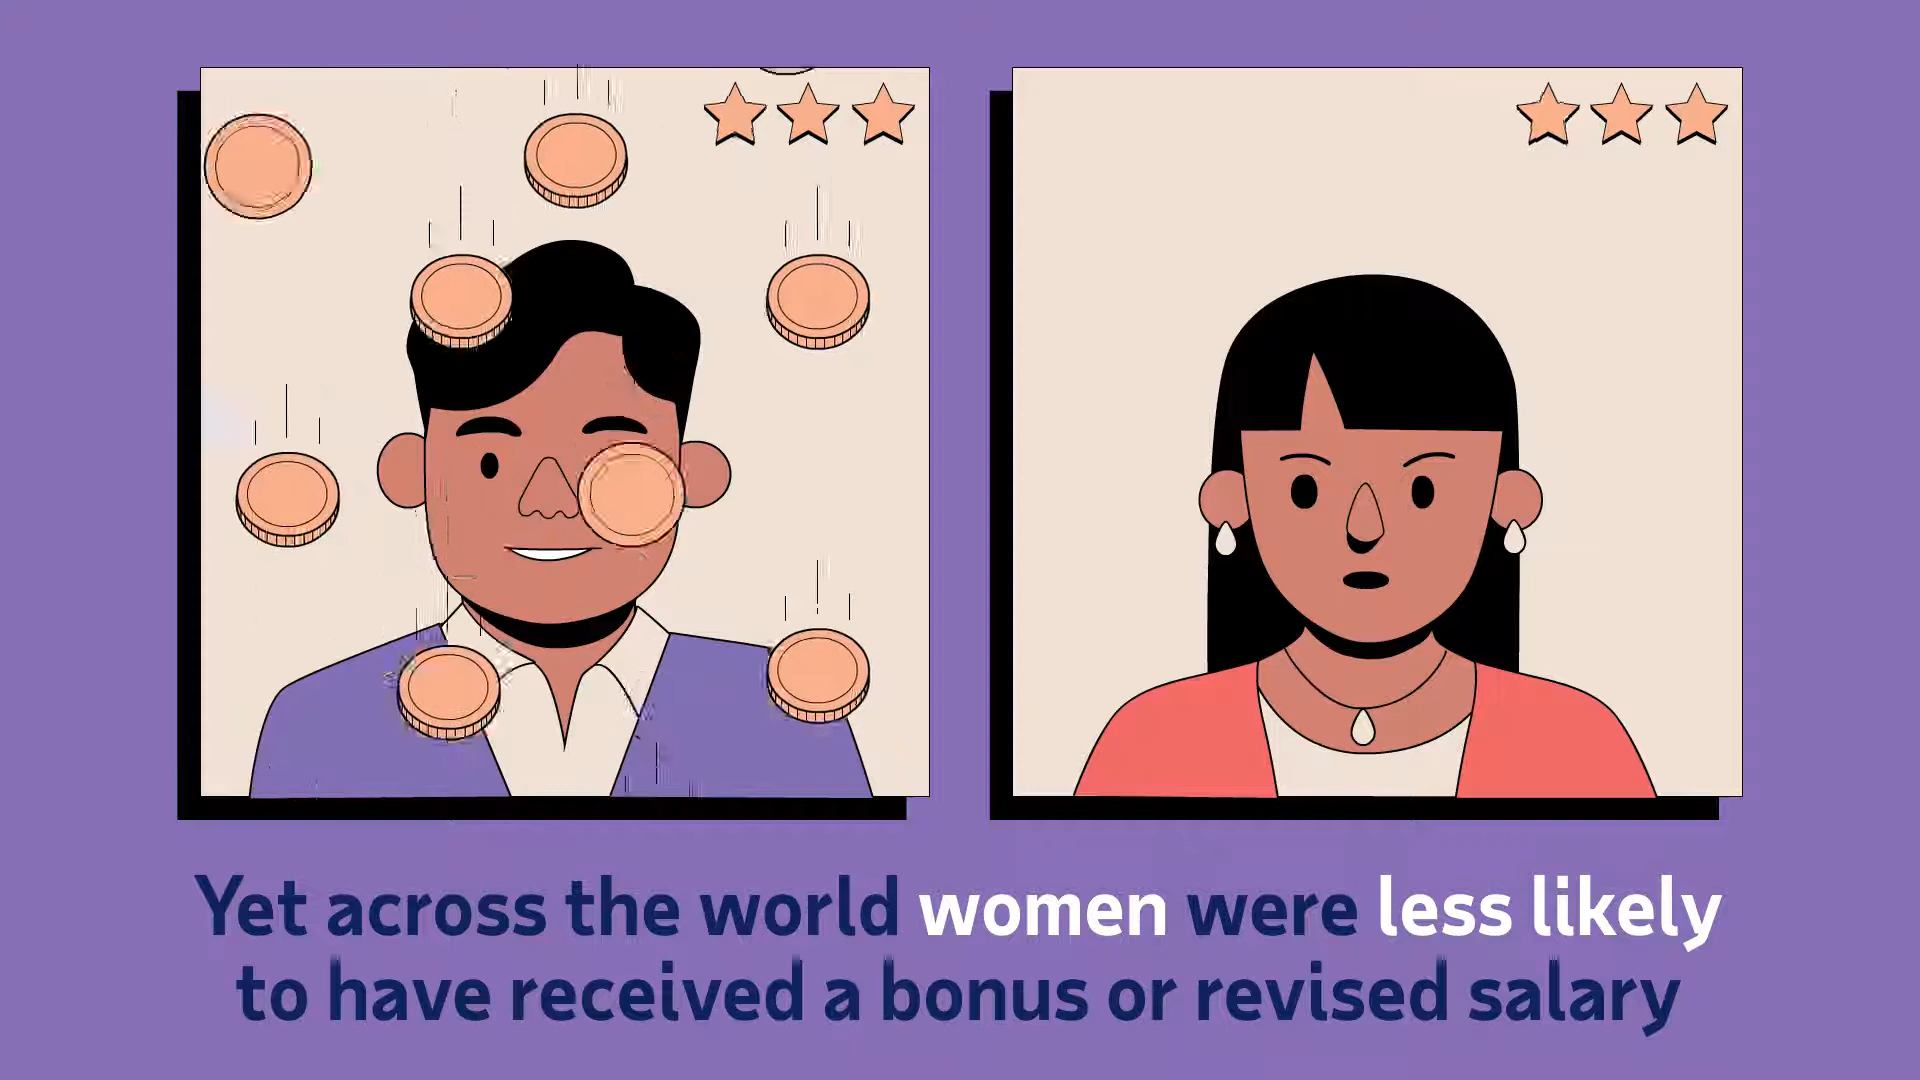 Yet across the world women were less likely
to have received a bonus or revised salary